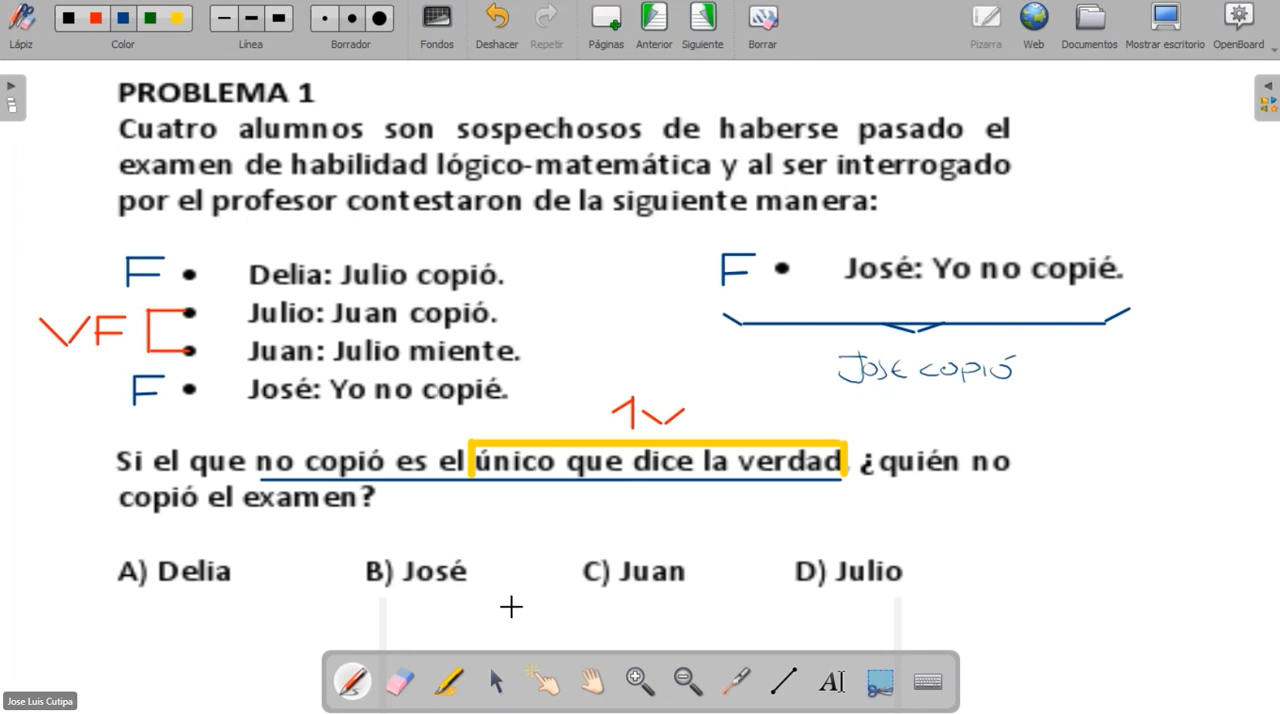 Lápiz Color Línea Borrador Fondos Deshacer Repetir Páginas Anterior Siguiente Borrar Pizarra Web Documentos Mostrar escritorio OpenBoard
PROBLEMA 1
Cuatro alumnos son sospechosos de haberse pasado el
examen de habilidad lógico-matemática y al ser interrogado
por el profesor contestaron de la siguiente manera:
F • Delia: Julio copió.
• Julio: Juan copió.
VF
• Juan: Julio miente.
F • José: Yo no copié.
F • José: Yo no copié.
JOSE COPIÓ
1V
Si el que no copió es el único que dice la verdad, ¿quién no
copió el examen?
A) Delia B) José C) Juan D) Julio
AI
Jose Luis Cutipa